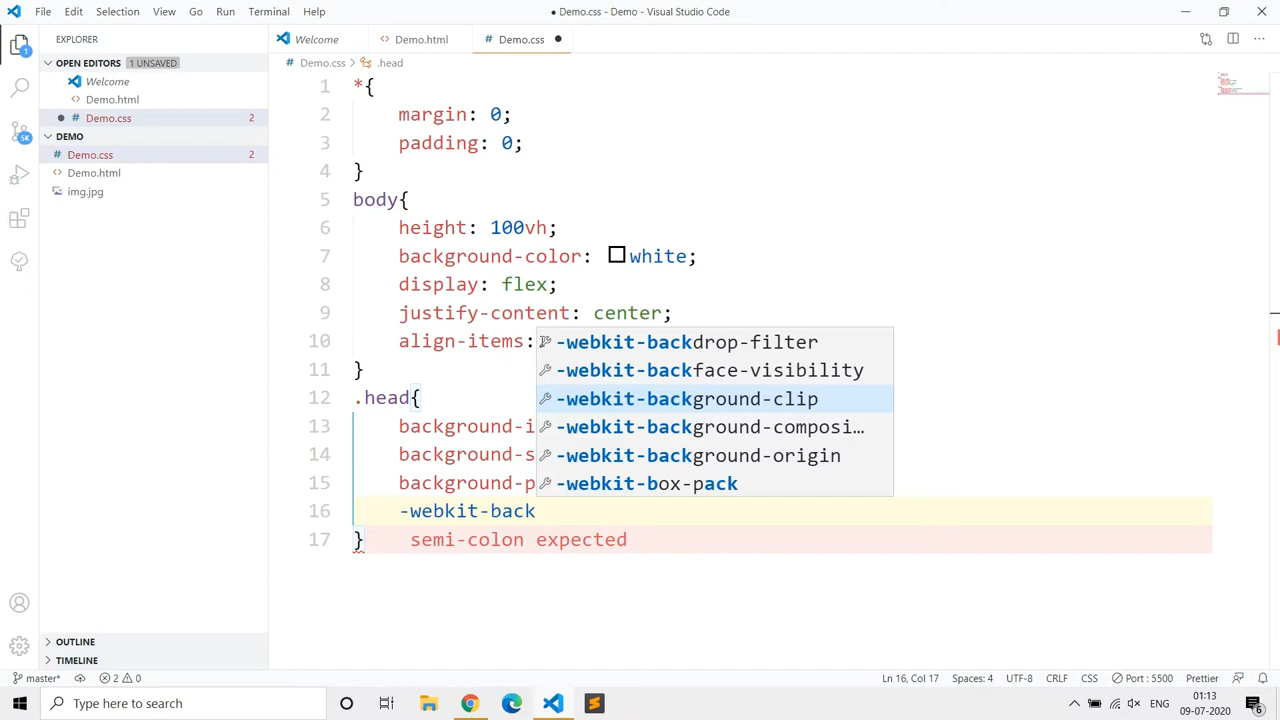 File Edit Selection View Go Run Terminal Help
● Demo.css - Demo - Visual Studio Code
EXPLORER
Welcome
<> Demo.html
# Demo.css ●
OPEN EDITORS 1 UNSAVED
# Demo.css > .head
Welcome
<> Demo.html
● # Demo.css 2
DEMO
# Demo.css 2
<> Demo.html
img.jpg
1 *{
2 margin: 0;
3 padding: 0;
4 }
5 body{
6 height: 100vh;
7 background-color: white;
8 display: flex;
9 justify-content: center;
10 align-items:
11 }
12 .head{
13 background-i
14 background-s
15 background-p
16 -webkit-back
17 } semi-colon expected
-webkit-backdrop-filter
-webkit-backface-visibility
-webkit-background-clip
-webkit-background-composi…
-webkit-background-origin
-webkit-box-pack
1
5K
OUTLINE
TIMELINE
master* 2 0
Ln 16, Col 17 Spaces: 4 UTF-8 CRLF CSS Port : 5500 Prettier
Type here to search
ENG
01:13
09-07-2020
6